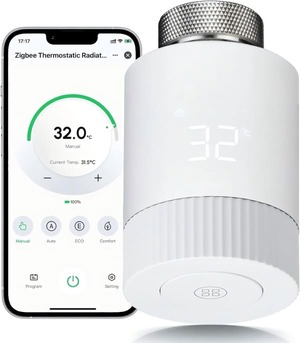 17:17
Zigbee Thermostatic Radiat...
32.0°C
Manual
Current Temp. 31.5°C
100%
Manual Auto ECO Comfort
Program Setting
32°C